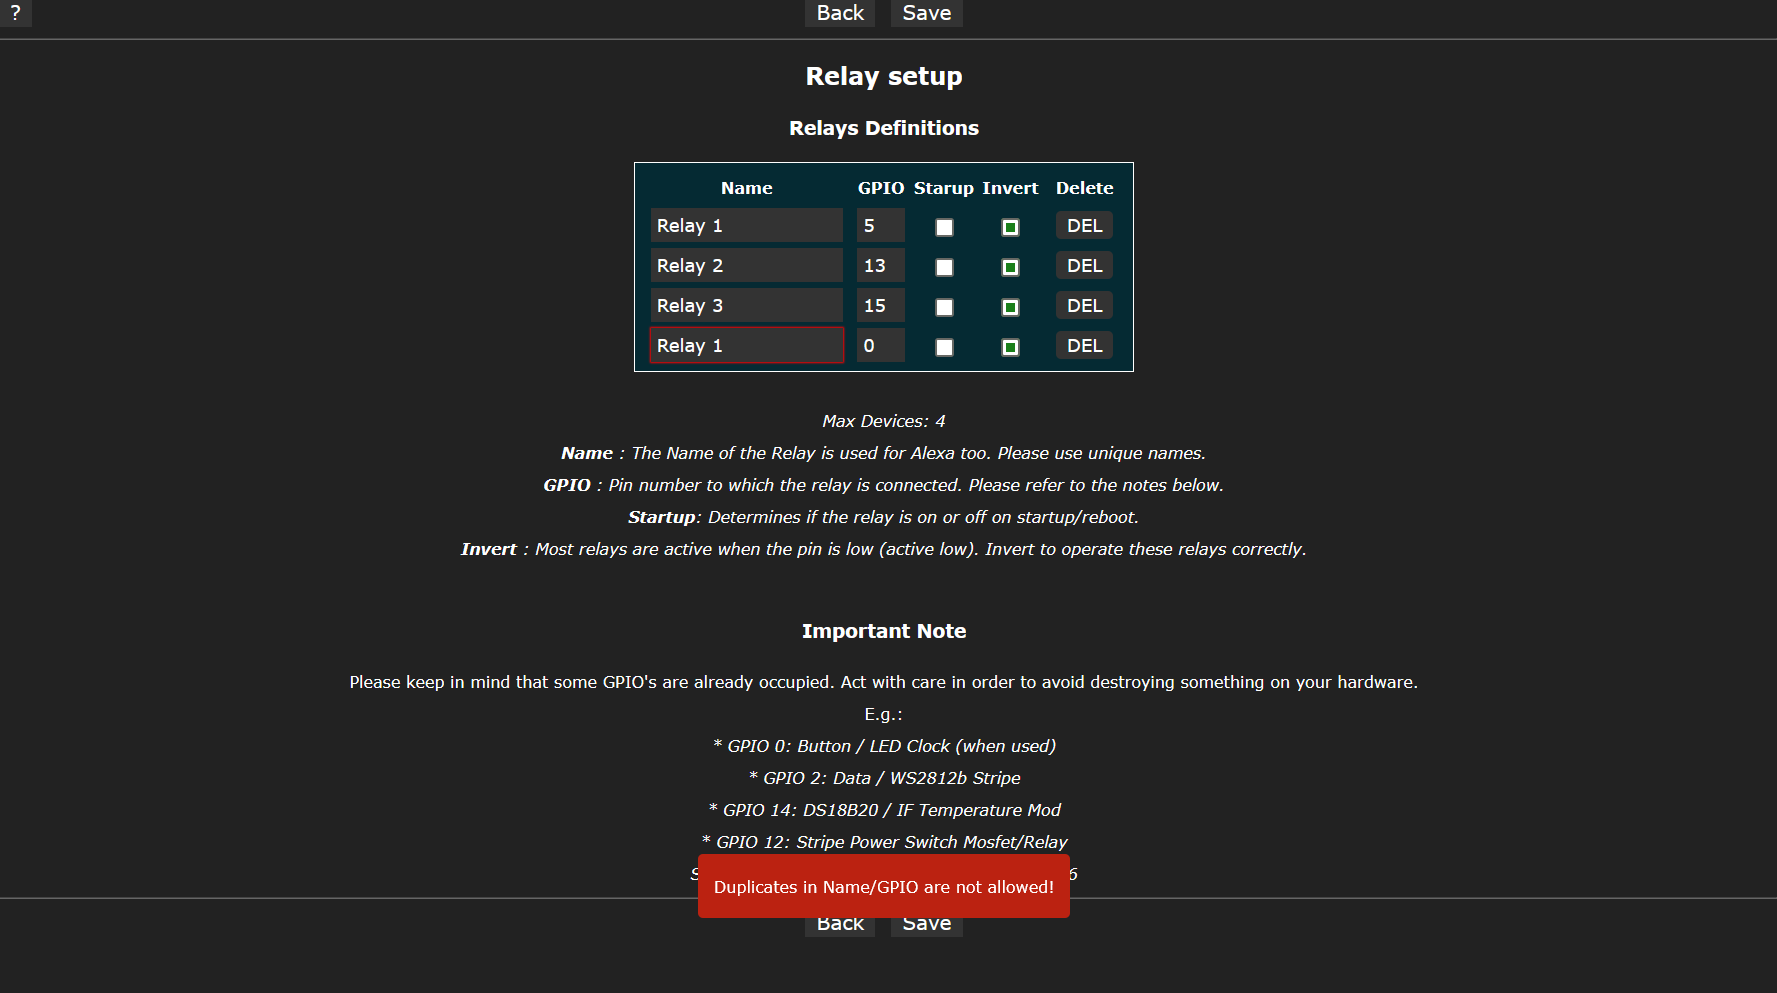 ?
Back Save
Relay setup
Relays Definitions
Name GPIO Starup Invert Delete
Relay 1 5 DEL
Relay 2 13 DEL
Relay 3 15 DEL
Relay 1 0 DEL
Max Devices: 4
Name : The Name of the Relay is used for Alexa too. Please use unique names.
GPIO : Pin number to which the relay is connected. Please refer to the notes below.
Startup: Determines if the relay is on or off on startup/reboot.
Invert : Most relays are active when the pin is low (active low). Invert to operate these relays correctly.
Important Note
Please keep in mind that some GPIO's are already occupied. Act with care in order to avoid destroying something on your hardware.
E.g.:
* GPIO 0: Button / LED Clock (when used)
* GPIO 2: Data / WS2812b Stripe
* GPIO 14: DS18B20 / IF Temperature Mod
* GPIO 12: Stripe Power Switch Mosfet/Relay
Duplicates in Name/GPIO are not allowed!
Back Save